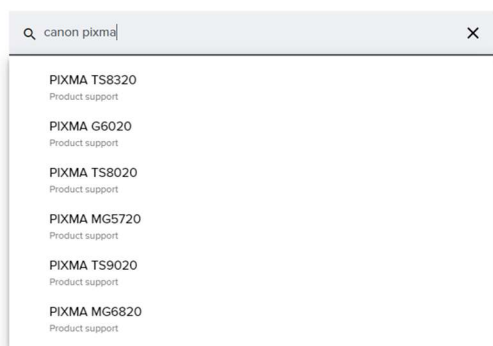 canon pixma
PIXMA TS8320
Product support
PIXMA G6020
Product support
PIXMA TS8020
Product support
PIXMA MG5720
Product support
PIXMA TS9020
Product support
PIXMA MG6820
Product support